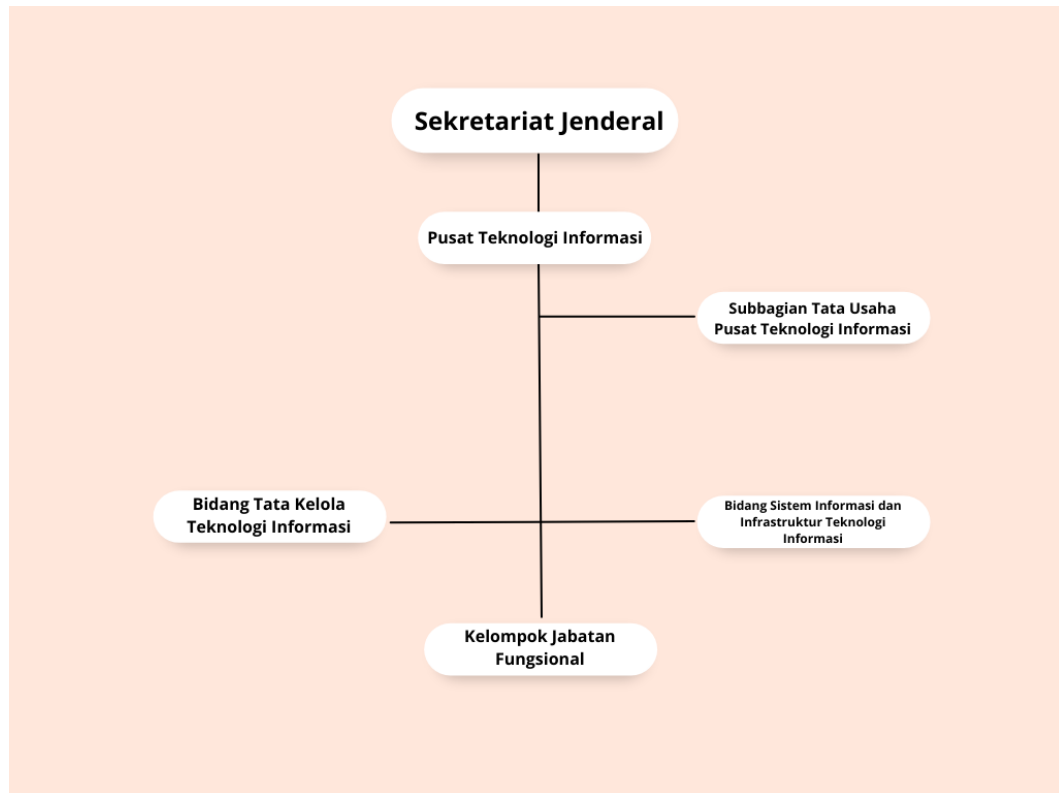 Sekretariat Jenderal
Pusat Teknologi Informasi
Subbagian Tata Usaha
Pusat Teknologi Informasi
Bidang Tata Kelola
Teknologi Informasi
Bidang Sistem Informasi dan
Infrastruktur Teknologi
Informasi
Kelompok Jabatan
Fungsional